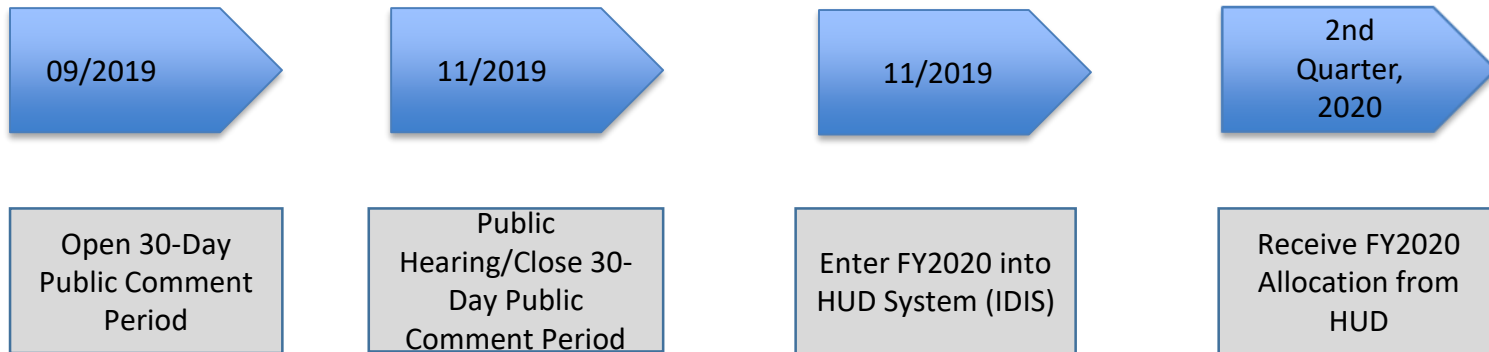 09/2019
11/2019
11/2019
2nd
Quarter,
2020
Open 30-Day
Public Comment
Period
Public
Hearing/Close 30-
Day Public
Comment Period
Enter FY2020 into
HUD System (IDIS)
Receive FY2020
Allocation from
HUD